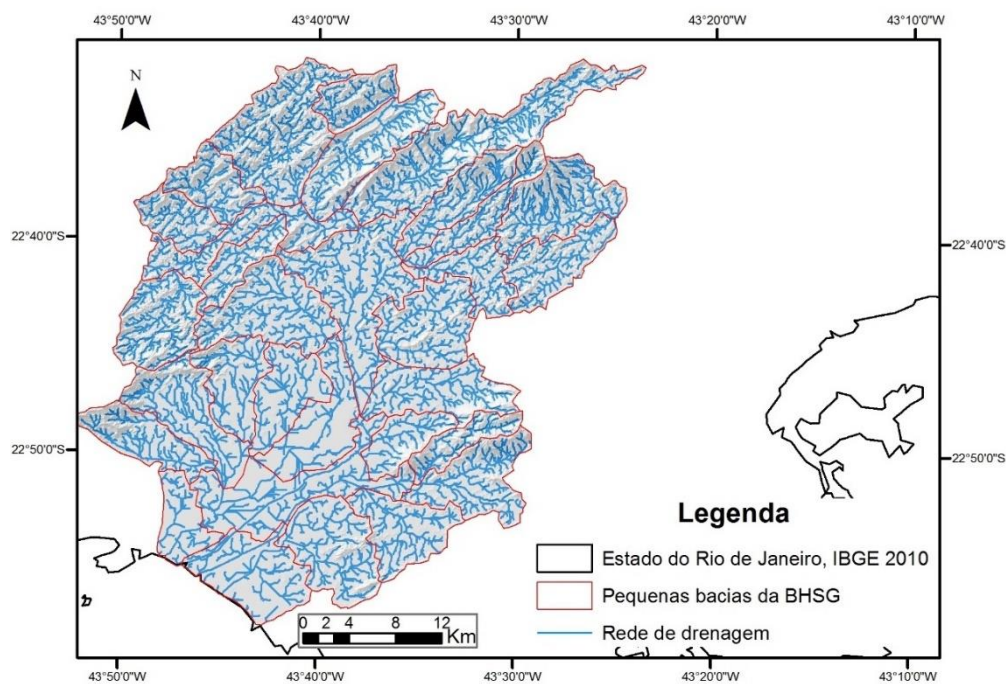 43°50'0"W 43°40'0"W 43°30'0"W 43°20'0"W 43°10'0"W
N
22°40'0"S 22°40'0"S
22°50'0"S 22°50'0"S
Legenda
Estado do Rio de Janeiro, IBGE 2010
Pequenas bacias da BHSG
Rede de drenagem
0 2 4 8 12
Km
43°50'0"W 43°40'0"W 43°30'0"W 43°20'0"W 43°10'0"W